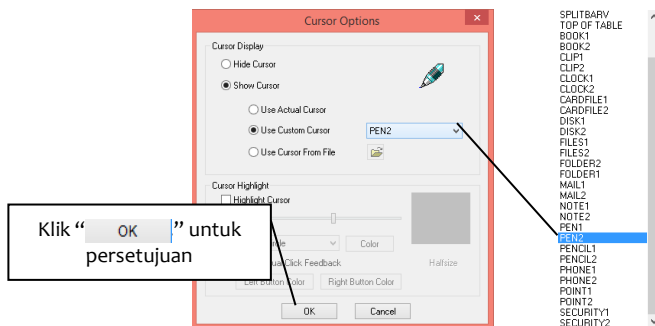 Cursor Options
Cursor Display
Hide Cursor
Show Cursor
Use Actual Cursor
Use Custom Cursor
PEN2
Use Cursor From File
Cursor Highlight
Highlight Cursor
Color
Click Feedback
Halfsize
Left Button Color
Right Button Color
OK
Cancel
Klik “ OK ” untuk
persetujuan
SPLITBARV
TOP OF TABLE
BOOK1
BOOK2
CLIP1
CLIP2
CLOCK1
CLOCK2
CARDFILE1
CARDFILE2
DISK1
DISK2
FILES1
FILES2
FOLDER2
FOLDER1
MAIL1
MAIL2
NOTE1
NOTE2
PEN1
PEN2
PENCIL1
PENCIL2
PHONE1
PHONE2
POINT1
POINT2
SECURITY1
SECURITY2